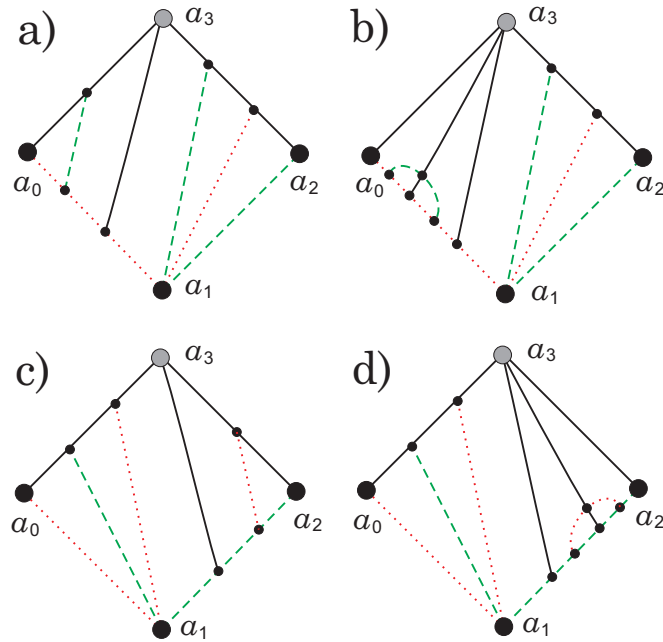 a) a₃ b) a₃
a₀ a₂ a₀ a₂
a₁ a₁
c) a₃ d) a₃
a₀ a₂ a₀ a₂
a₁ a₁